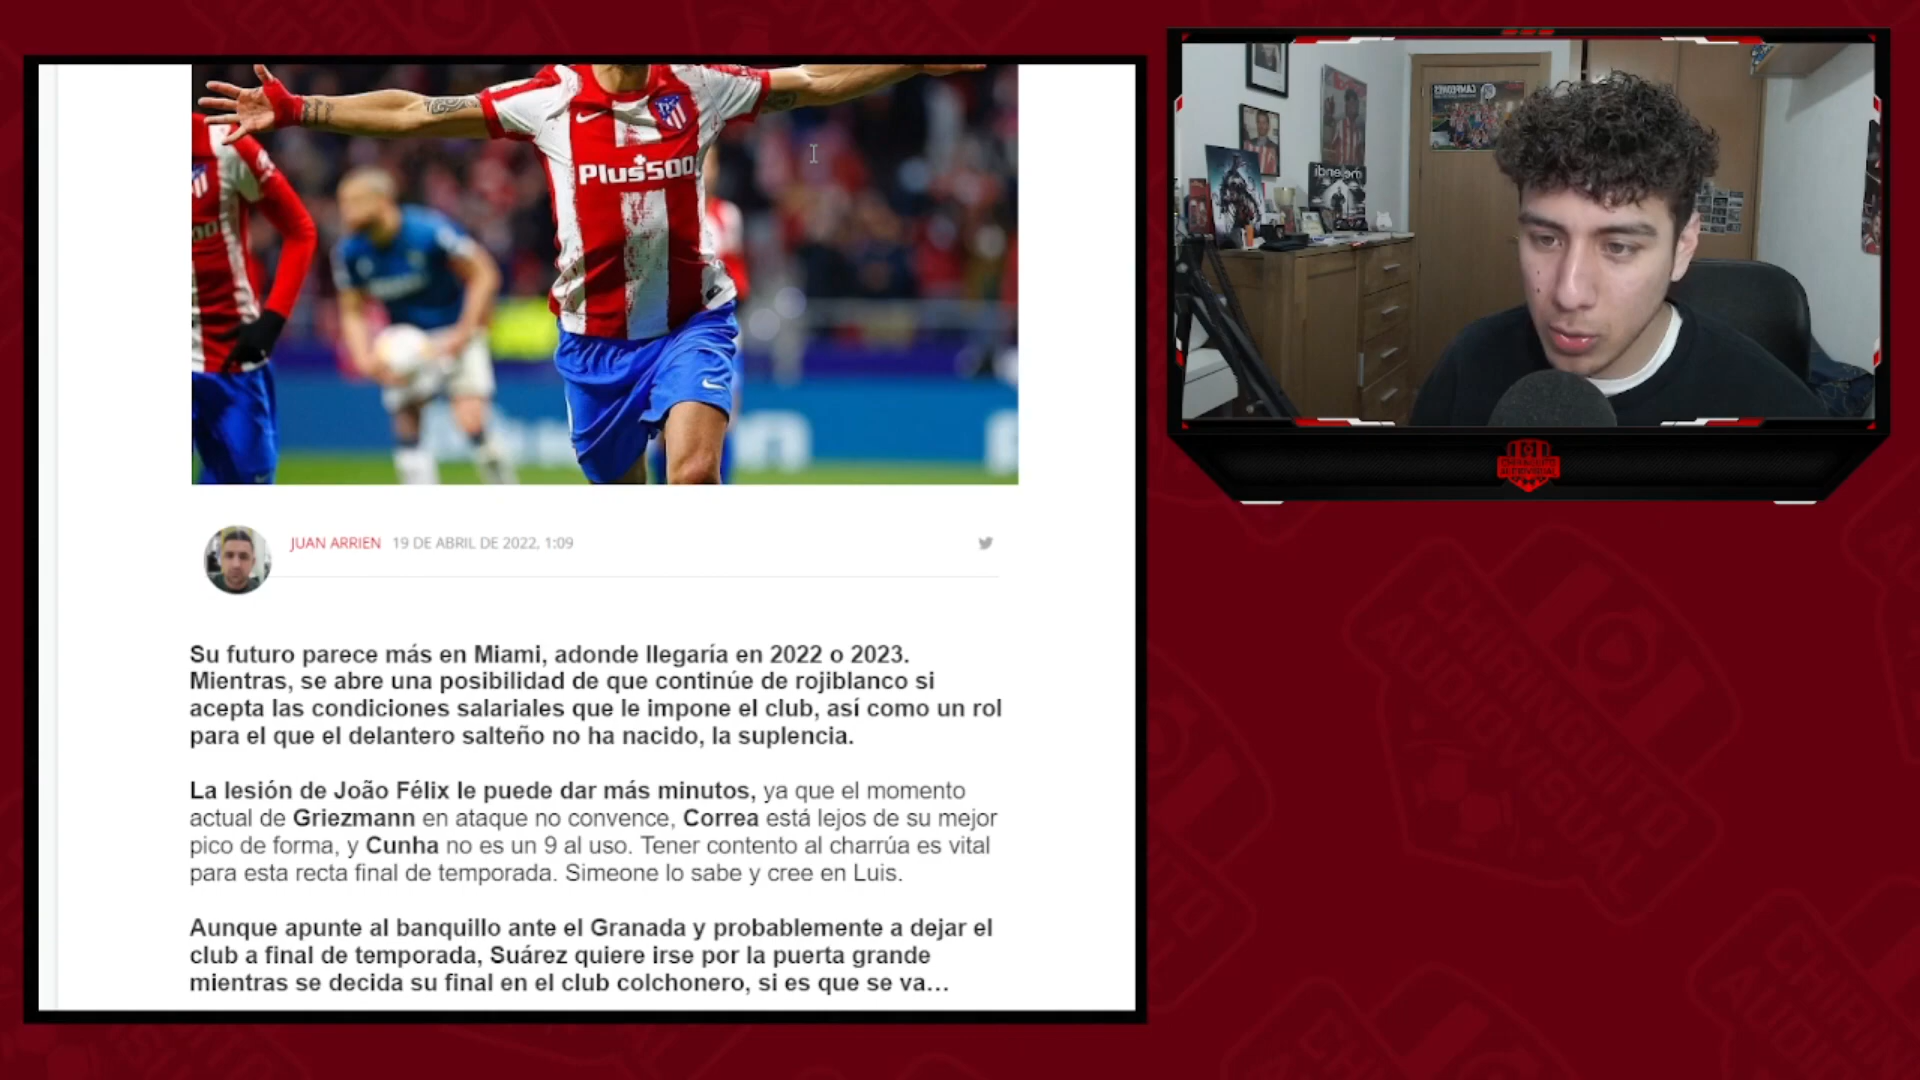 Plus500
JUAN ARRIEN 19 DE ABRIL DE 2022, 1:09
Su futuro parece más en Miami, adonde llegaría en 2022 o 2023.
Mientras, se abre una posibilidad de que continúe de rojiblanco si
acepta las condiciones salariales que le impone el club, así como un rol
para el que el delantero salteño no ha nacido, la suplencia.
La lesión de João Félix le puede dar más minutos, ya que el momento
actual de Griezmann en ataque no convence, Correa está lejos de su mejor
pico de forma, y Cunha no es un 9 al uso. Tener contento al charrúa es vital
para esta recta final de temporada. Simeone lo sabe y cree en Luis.
Aunque apunte al banquillo ante el Granada y probablemente a dejar el
club a final de temporada, Suárez quiere irse por la puerta grande
mientras se decida su final en el club colchonero, si es que se va...
CAMPEONES
melendi
CHIRINGUITO
AUDIOVISUAL
CHIRINGUITO
AUDIOVISUAL